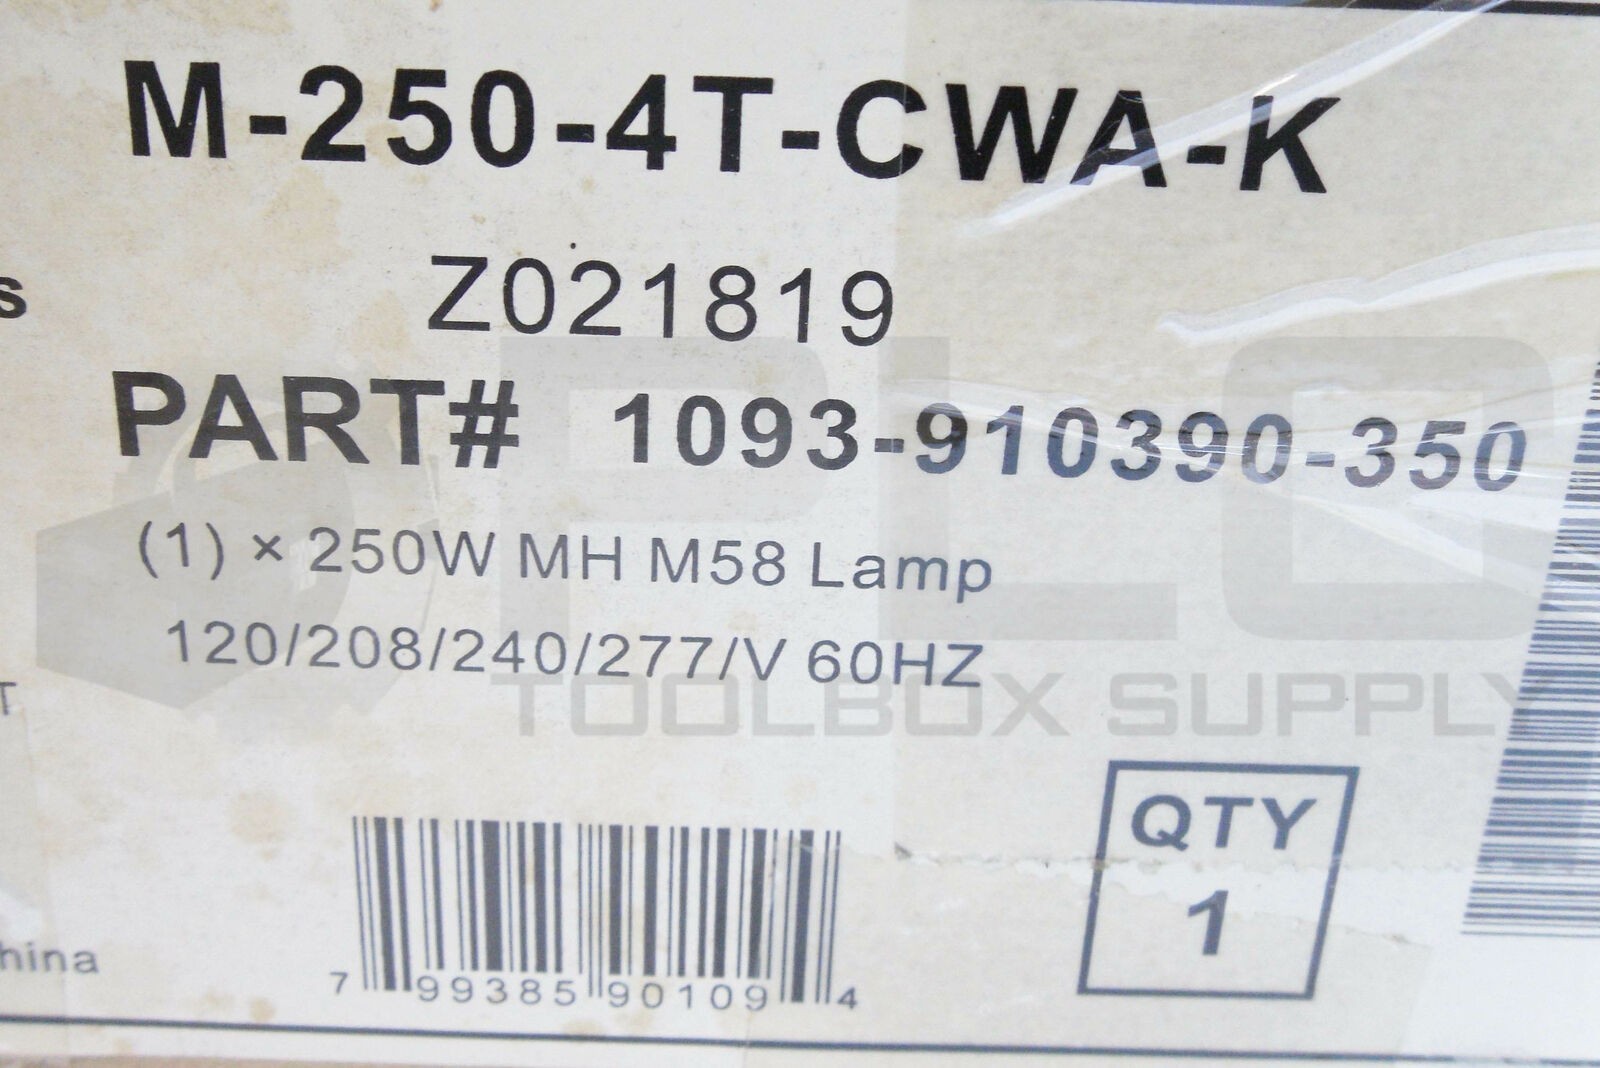 M-250-4T-CWA-K
Z021819
s
PART# 1093-910390-350
(1) × 250W MH M58 Lamp
120/208/240/277/V 60HZ
T
PLC
TOOLBOX SUPPLY
QTY
1
hina
7 99385 90109 4